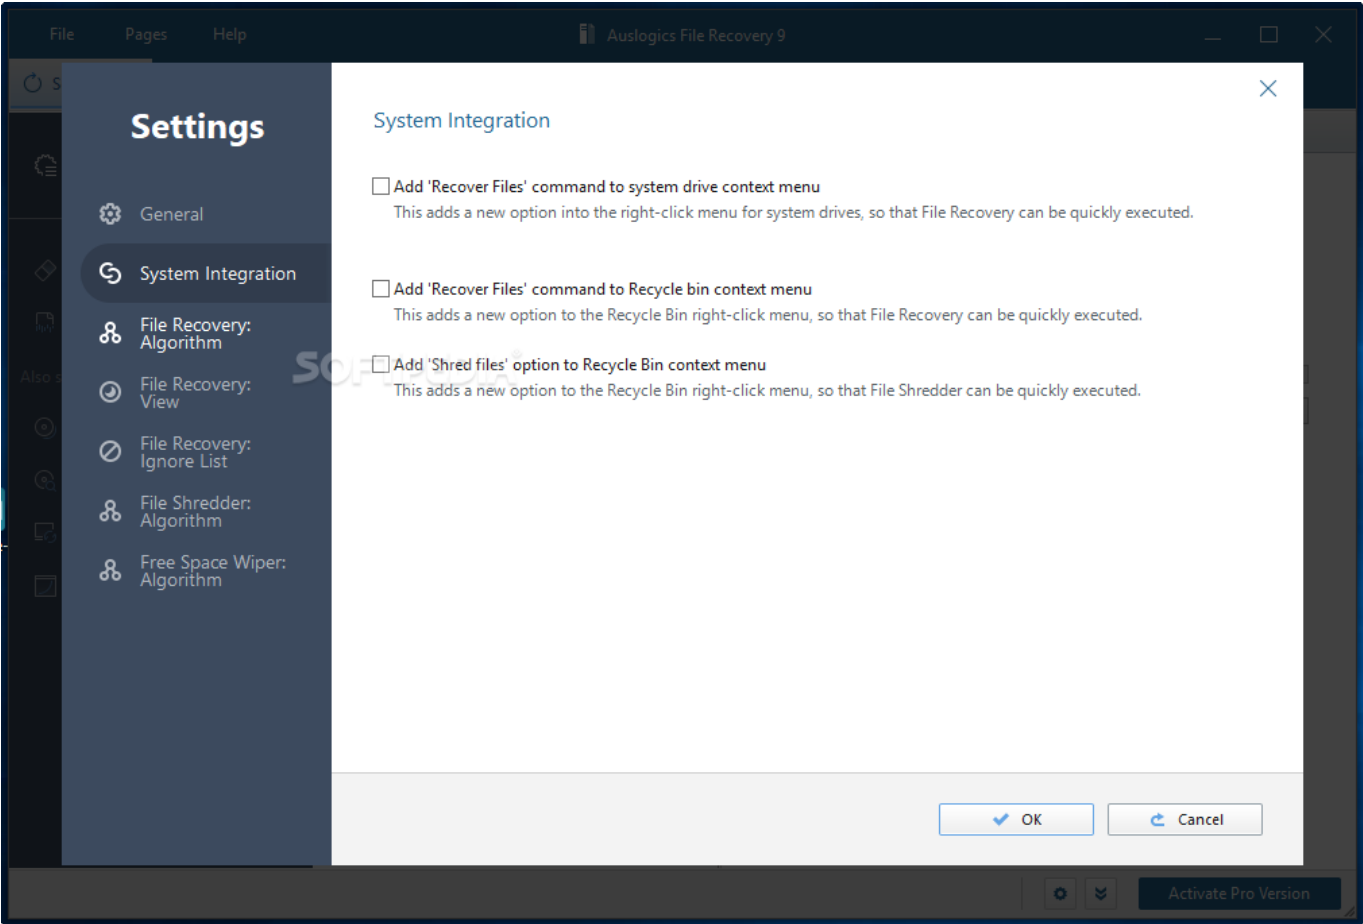 File Pages Help
Auslogics File Recovery 9
S
Settings
General
System Integration
File Recovery:
Algorithm
File Recovery:
View
File Recovery:
Ignore List
File Shredder:
Algorithm
Free Space Wiper:
Algorithm
Also s
System Integration
Add 'Recover Files' command to system drive context menu
This adds a new option into the right-click menu for system drives, so that File Recovery can be quickly executed.
Add 'Recover Files' command to Recycle bin context menu
This adds a new option to the Recycle Bin right-click menu, so that File Recovery can be quickly executed.
SOFTPEDIA
Add 'Shred files' option to Recycle Bin context menu
This adds a new option to the Recycle Bin right-click menu, so that File Shredder can be quickly executed.
OK
Cancel
Activate Pro Version